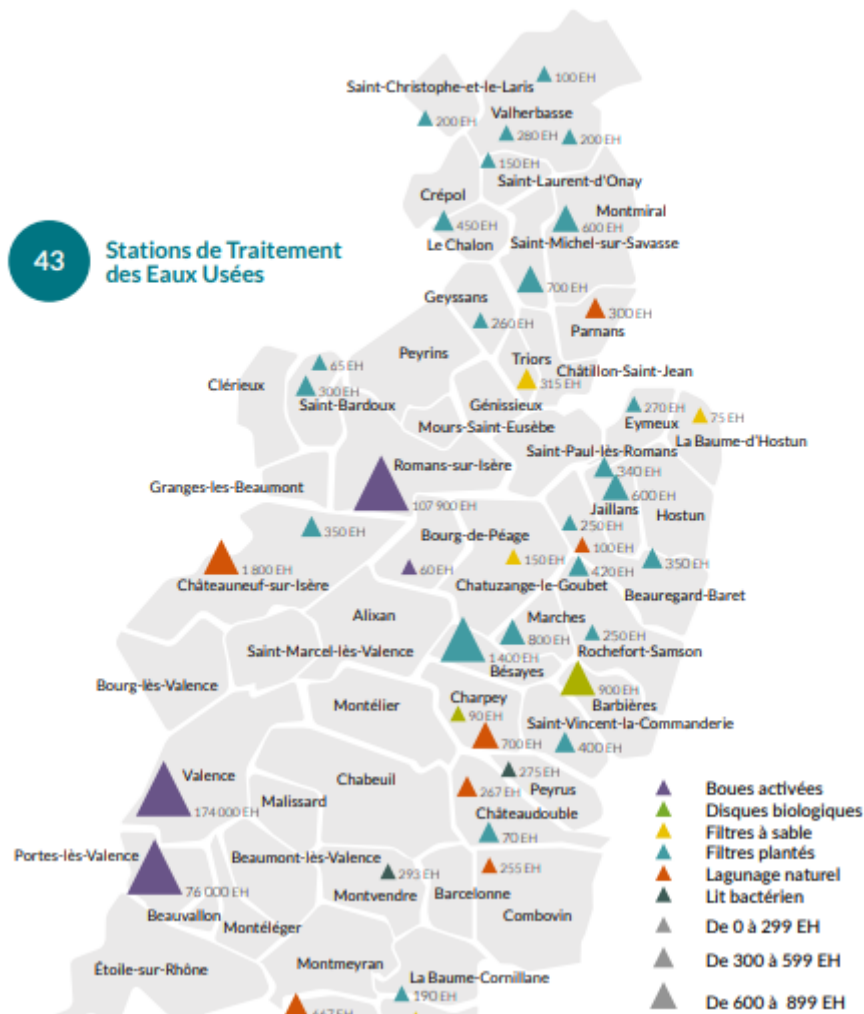 100 EH
Saint-Christophe-et-le-Laris
Valherbasse
200 EH
280 EH
200 EH
150 EH
Saint-Laurent-d'Onay
Crépol
Montmiral
450 EH
600 EH
Le Chalon
Saint-Michel-sur-Savasse
43
Stations de Traitement
des Eaux Usées
700 EH
Geyssans
300 EH
260 EH
Parnans
Peyrins
65 EH
Triors
Châtillon-Saint-Jean
Clérieux
300 EH
315 EH
Saint-Bardoux
Génissieux
270 EH
75 EH
Mours-Saint-Eusèbe
Eymeux
La Baume-d'Hostun
Saint-Paul-lès-Romans
Romans-sur-Isère
340 EH
Granges-les-Beaumont
600 EH
107 900 EH
Jaillans
Hostun
350 EH
250 EH
Bourg-de-Péage
100 EH
1 800 EH
60 EH
150 EH
420 EH
350 EH
Châteauneuf-sur-Isère
Chatuzange-le-Goubet
Beauregard-Baret
Alixan
Marches
800 EH
250 EH
Saint-Marcel-lès-Valence
1 400 EH
Rochefort-Samson
Bésayes
Bourg-lès-Valence
900 EH
Charpey
Barbières
Montélier
90 EH
Saint-Vincent-la-Commanderie
700 EH
400 EH
Valence
Chabeuil
275 EH
267 EH
Peyrus
Malissard
174 000 EH
Châteaudouble
70 EH
Portes-lès-Valence
Beaumont-lès-Valence
293 EH
255 EH
76 000 EH
Montvendre
Barcelonne
Beauvallon
Combovin
Montéléger
Étoile-sur-Rhône
Montmeyran
La Baume-Cornillane
190 EH
Boues activées
Disques biologiques
Filtres à sable
Filtres plantés
Lagunage naturel
Lit bactérien
De 0 à 299 EH
De 300 à 599 EH
De 600 à 899 EH